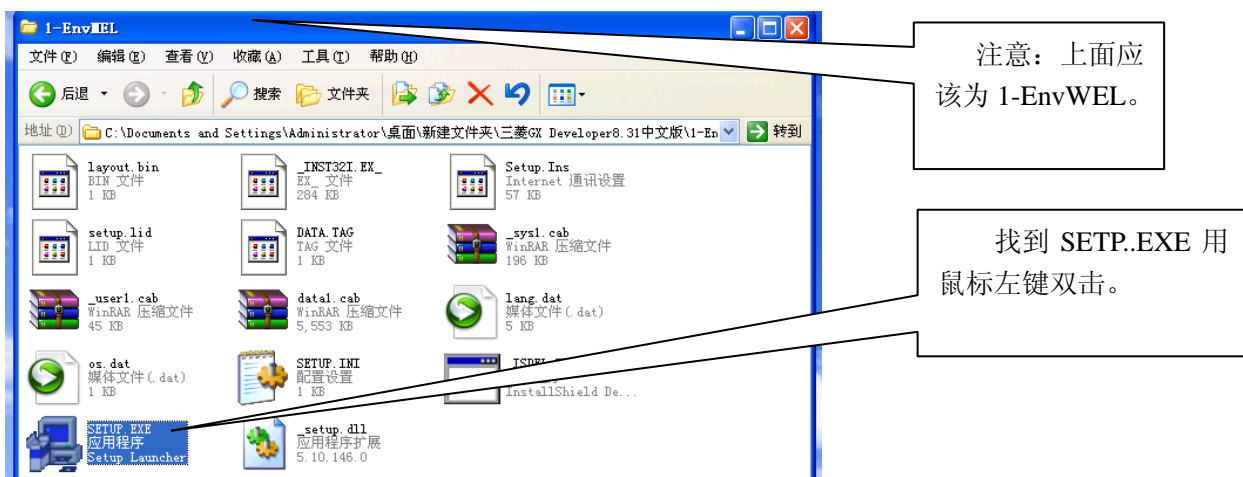 1-EnvWEL
文件(F) 编辑(E) 查看(V) 收藏(A) 工具(T) 帮助(H)
后退 搜索 文件夹
地址(D) C:\Documents and Settings\Administrator\桌面\新建文件夹\三菱GX Developer8.31中文版\1-En 转到
layout.bin
BIN 文件
1 KB
_INST32I.EX_
EX_ 文件
284 KB
Setup.Ins
Internet 通讯设置
57 KB
setup.lid
LID 文件
1 KB
DATA.TAG
TAG 文件
1 KB
_sys1.cab
WinRAR 压缩文件
196 KB
_user1.cab
WinRAR 压缩文件
45 KB
data1.cab
WinRAR 压缩文件
5,553 KB
lang.dat
媒体文件(.dat)
5 KB
os.dat
媒体文件(.dat)
1 KB
SETUP.INI
配置设置
1 KB
InstallShield De...
SETUP.EXE
应用程序
Setup Launcher
_setup.dll
应用程序扩展
5.10.146.0
注意：上面应
该为 1-EnvWEL。
找到 SETP..EXE 用
鼠标左键双击。